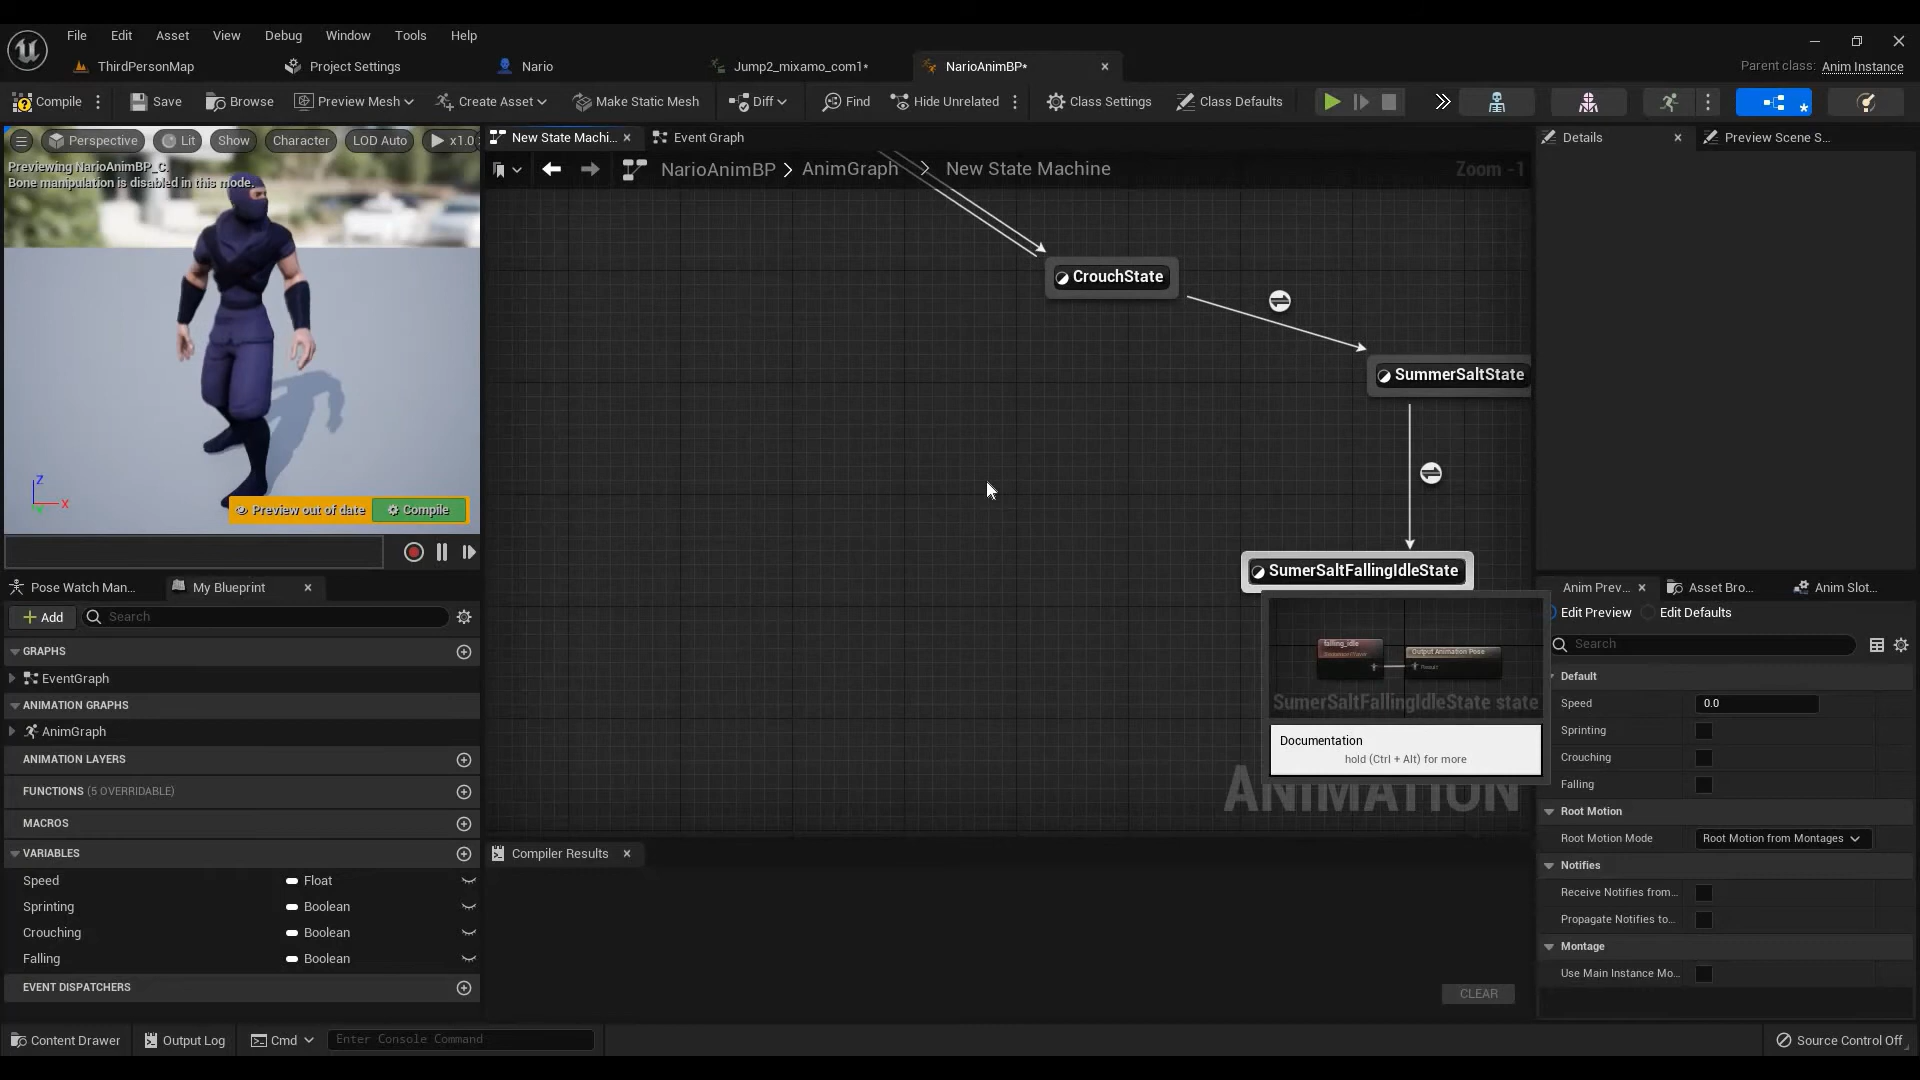 File Edit Asset View Debug Window Tools Help
ThirdPersonMap Project Settings Nario Jump2_mixamo_com1* NarioAnimBP* Parent class: Anim Instance
Compile Save Browse Preview Mesh Create Asset Make Static Mesh Diff Find Hide Unrelated Class Settings Class Defaults
Perspective Lit Show Character LOD Auto x1.0
Previewing NarioAnimBP_C.
Bone manipulation is disabled in this mode.
Z
X
Preview out of date Compile
New State Machi... Event Graph
NarioAnimBP > AnimGraph > New State Machine Zoom -1
CrouchState
SummerSaltState
SumerSaltFallingIdleState
falling_idle
Output Animation Pose
Result
SumerSaltFallingIdleState state
Documentation
hold (Ctrl + Alt) for more
ANIMATION
Details Preview Scene S...
Pose Watch Man... My Blueprint
Add Search
GRAPHS
EventGraph
ANIMATION GRAPHS
AnimGraph
ANIMATION LAYERS
FUNCTIONS (5 OVERRIDABLE)
MACROS
VARIABLES
Speed Float
Sprinting Boolean
Crouching Boolean
Falling Boolean
EVENT DISPATCHERS
Compiler Results
CLEAR
Anim Prev... Asset Bro... Anim Slot...
Edit Preview Edit Defaults
Search
Default
Speed 0.0
Sprinting
Crouching
Falling
Root Motion
Root Motion Mode Root Motion from Montages
Notifies
Receive Notifies from...
Propagate Notifies to...
Montage
Use Main Instance Mo...
Content Drawer Output Log Cmd Enter Console Command Source Control Off